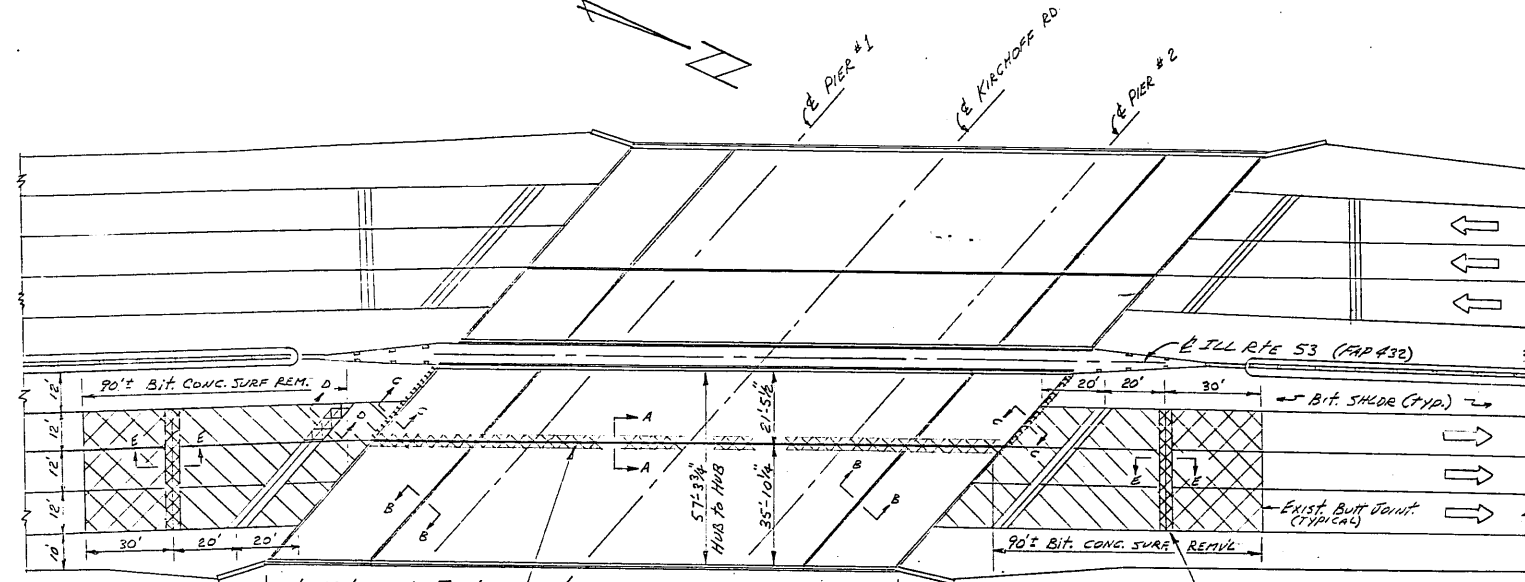 ℄ PIER #1
℄ KIRCHOFF RD.
℄ PIER #2
℄ ILL RTE 53 (FAP 432)
90'± BIT. CONC. SURF REM.
D
C
20'
20'
30'
BIT. SHLDR (TYP.)
12'
12'
12'
12'
10'
E
E
D
A
A
21'-5½"
57'-3¾"
HUB to HUB
35'-10¼"
B
B
B
B
E
E
EXIST. BUTT JOINT
(TYPICAL)
30'
20'
20'
90'± BIT. CONC. SURF REMVL